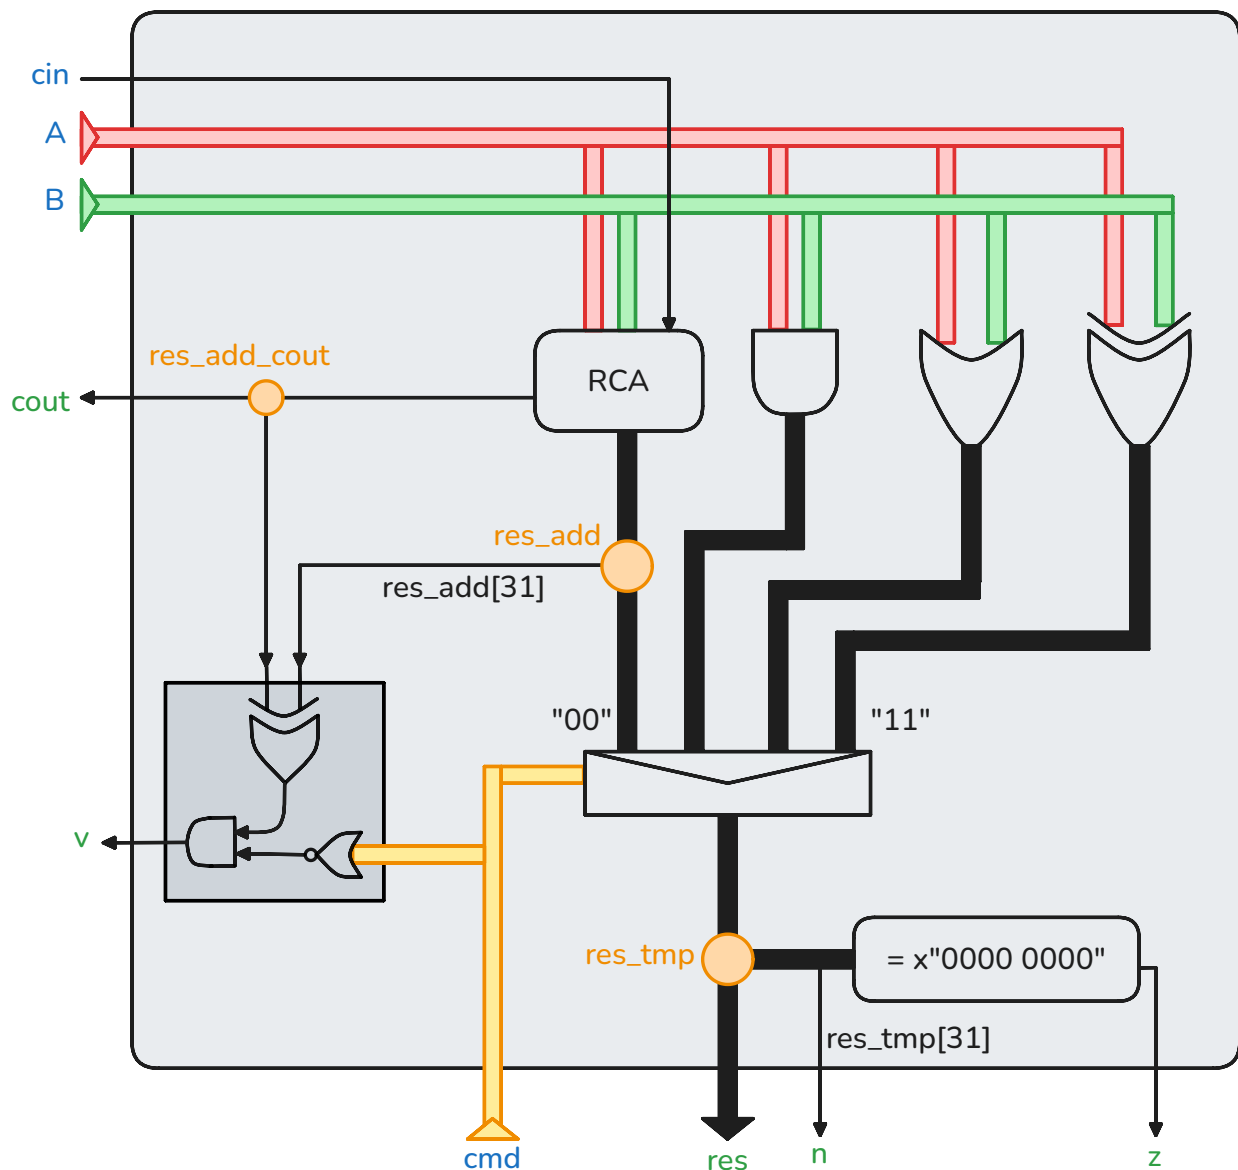 cin
A
B
res_add_cout
RCA
cout
res_add
res_add[31]
"00"
"11"
v
res_tmp
= x"0000 0000"
res_tmp[31]
cmd
res
n
z